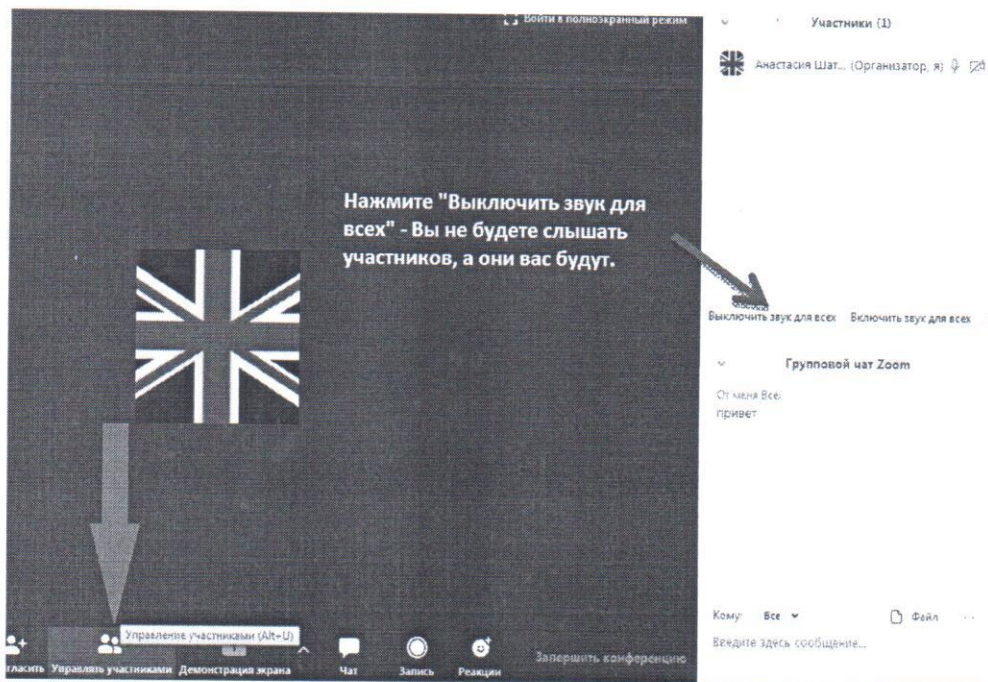 Войти в полноэкранный режим
Участники (1)
Анастасия Шат... (Организатор, я)
Нажмите "Выключить звук для
всех" - Вы не будете слышать
участников, а они вас будут.
Выключить звук для всех Включить звук для всех
Групповой чат Zoom
От меня Все:
привет
Кому: Все Файл ...
Введите здесь сообщение...
Управление участниками (Alt+U)
гласить Управлять участниками Демонстрация экрана Чат Запись Реакции Завершить конференцию